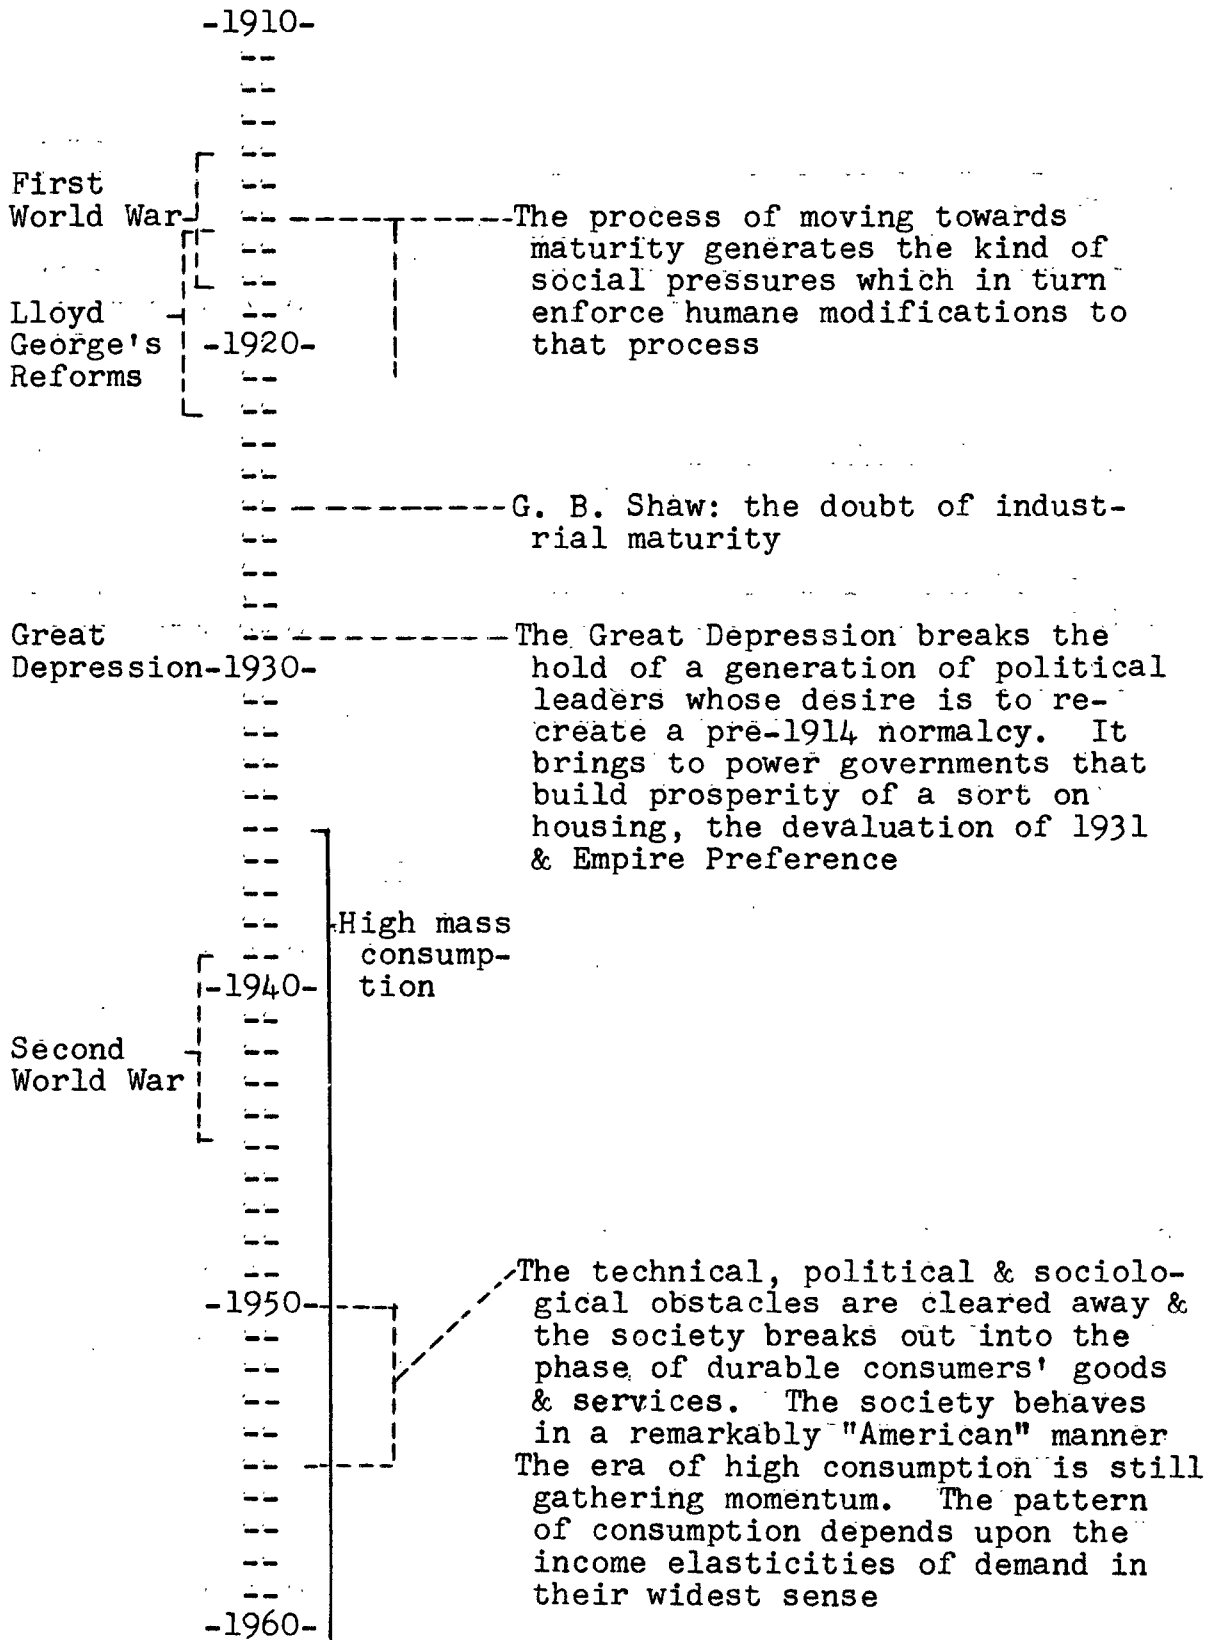 -1910-
First
World War
The process of moving towards
maturity generates the kind of
social pressures which in turn
enforce humane modifications to
that process
Lloyd
George's
Reforms
-1920-
G. B. Shaw: the doubt of indust-
rial maturity
Great
Depression-1930-
The Great Depression breaks the
hold of a generation of political
leaders whose desire is to re-
create a pre-1914 normalcy. It
brings to power governments that
build prosperity of a sort on
housing, the devaluation of 1931
& Empire Preference
High mass
consump-
tion
-1940-
Second
World War
-1950-
The technical, political & sociolo-
gical obstacles are cleared away &
the society breaks out into the
phase of durable consumers' goods
& services. The society behaves
in a remarkably "American" manner
The era of high consumption is still
gathering momentum. The pattern
of consumption depends upon the
income elasticities of demand in
their widest sense
-1960-